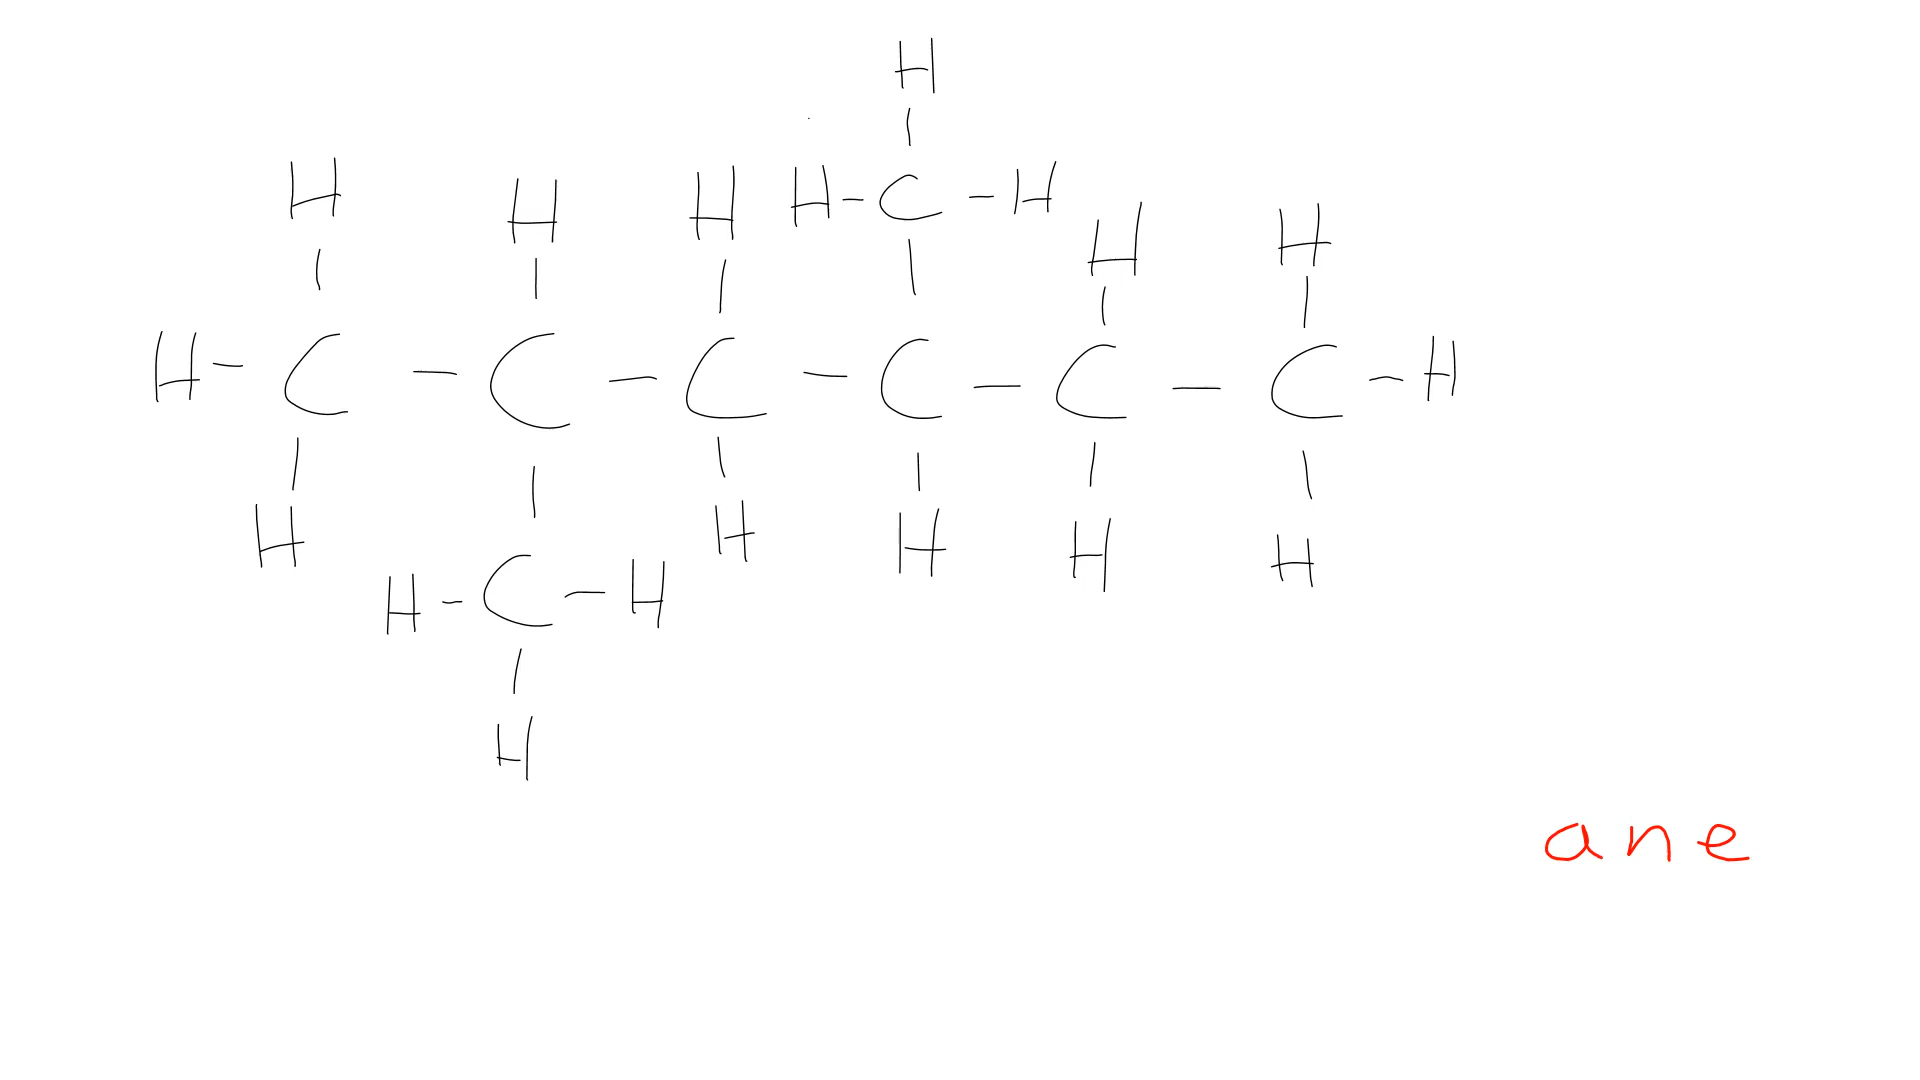 H
H H H H-C-H H H
| | | | | |
H-C-C-C-C-C-C-H
| | | | | |
H H H H H
H-C-H
|
H
ane